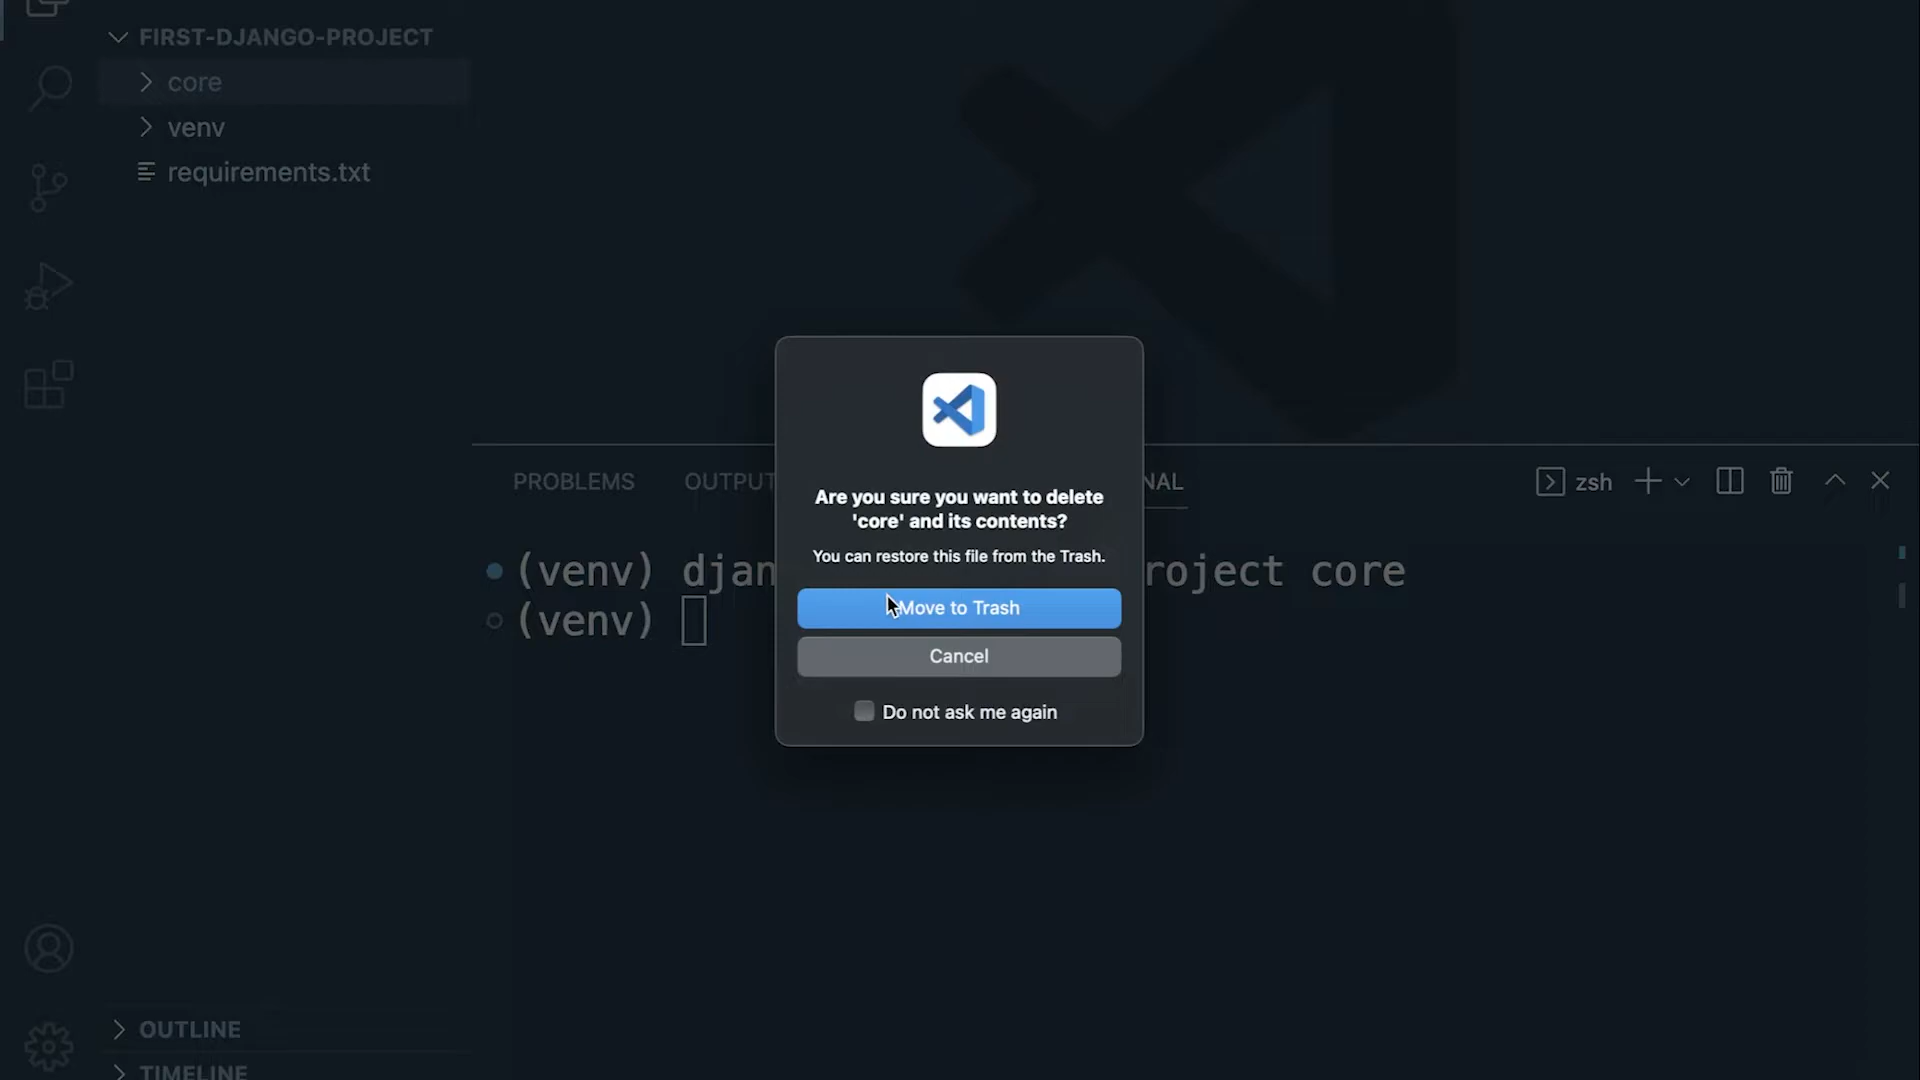 FIRST-DJANGO-PROJECT
core
venv
requirements.txt
PROBLEMS OUTPUT NAL zsh
(venv) djan roject core
(venv)
Are you sure you want to delete
'core' and its contents?
You can restore this file from the Trash.
Move to Trash
Cancel
Do not ask me again
OUTLINE
TIMELINE